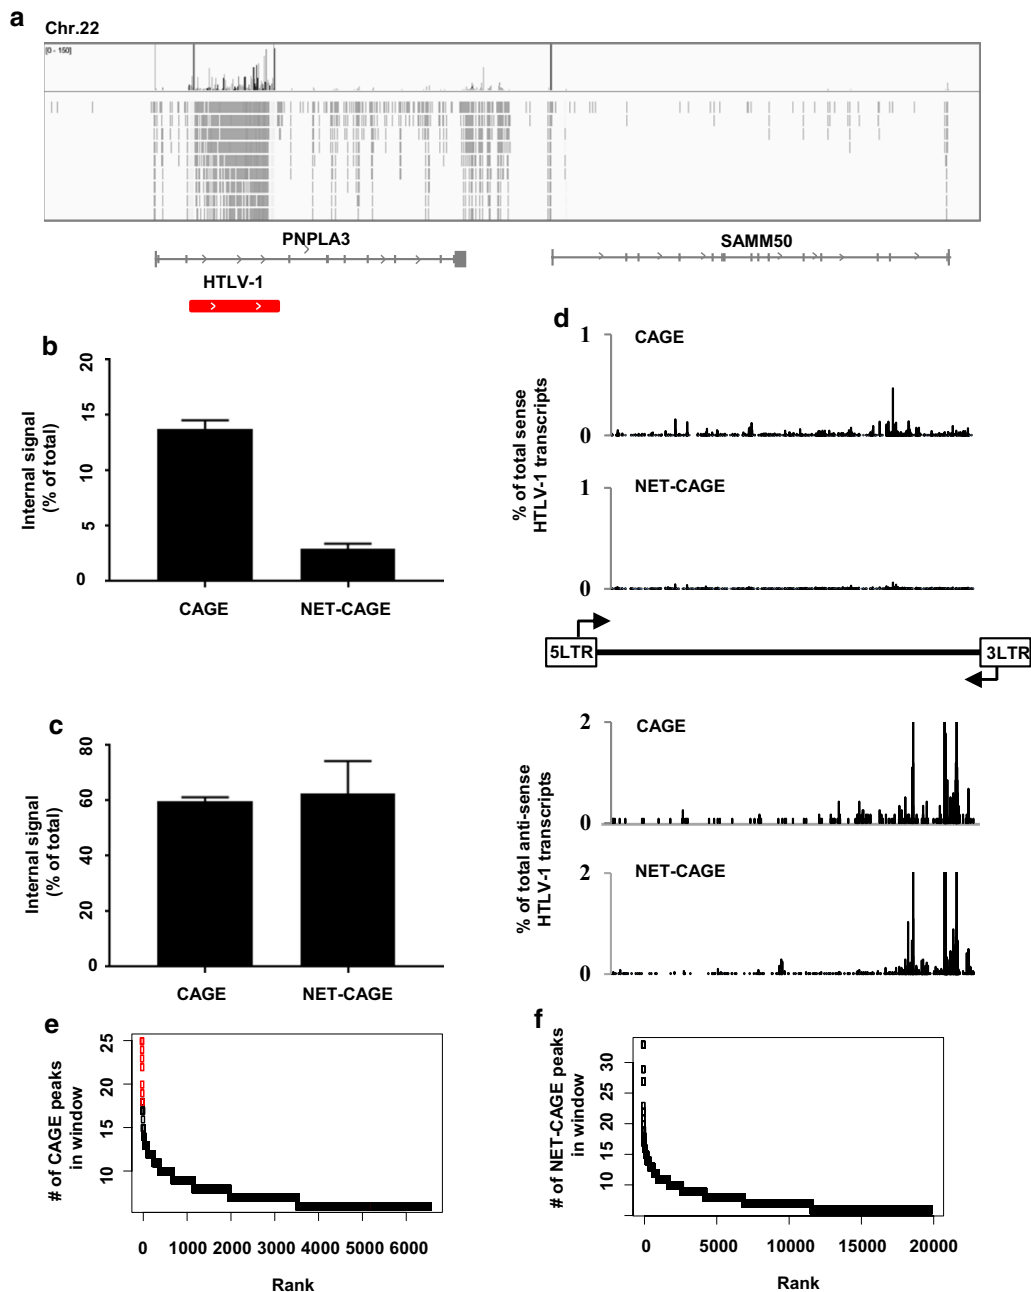 a
Chr.22
[0 - 150]
PNPLA3
SAMM50
HTLV-1
b
Internal signal
(% of total)
20
15
10
5
0
CAGE
NET-CAGE
c
Internal signal
(% of total)
80
60
40
20
0
CAGE
NET-CAGE
d
% of total sense
HTLV-1 transcripts
1
CAGE
0
1
NET-CAGE
0
5LTR
3LTR
% of total anti-sense
HTLV-1 transcripts
2
CAGE
0
2
NET-CAGE
0
e
# of CAGE peaks
in window
25
20
15
10
0 1000 2000 3000 4000 5000 6000
Rank
f
# of NET-CAGE peaks
in window
30
25
20
15
10
0 5000 10000 15000 20000
Rank